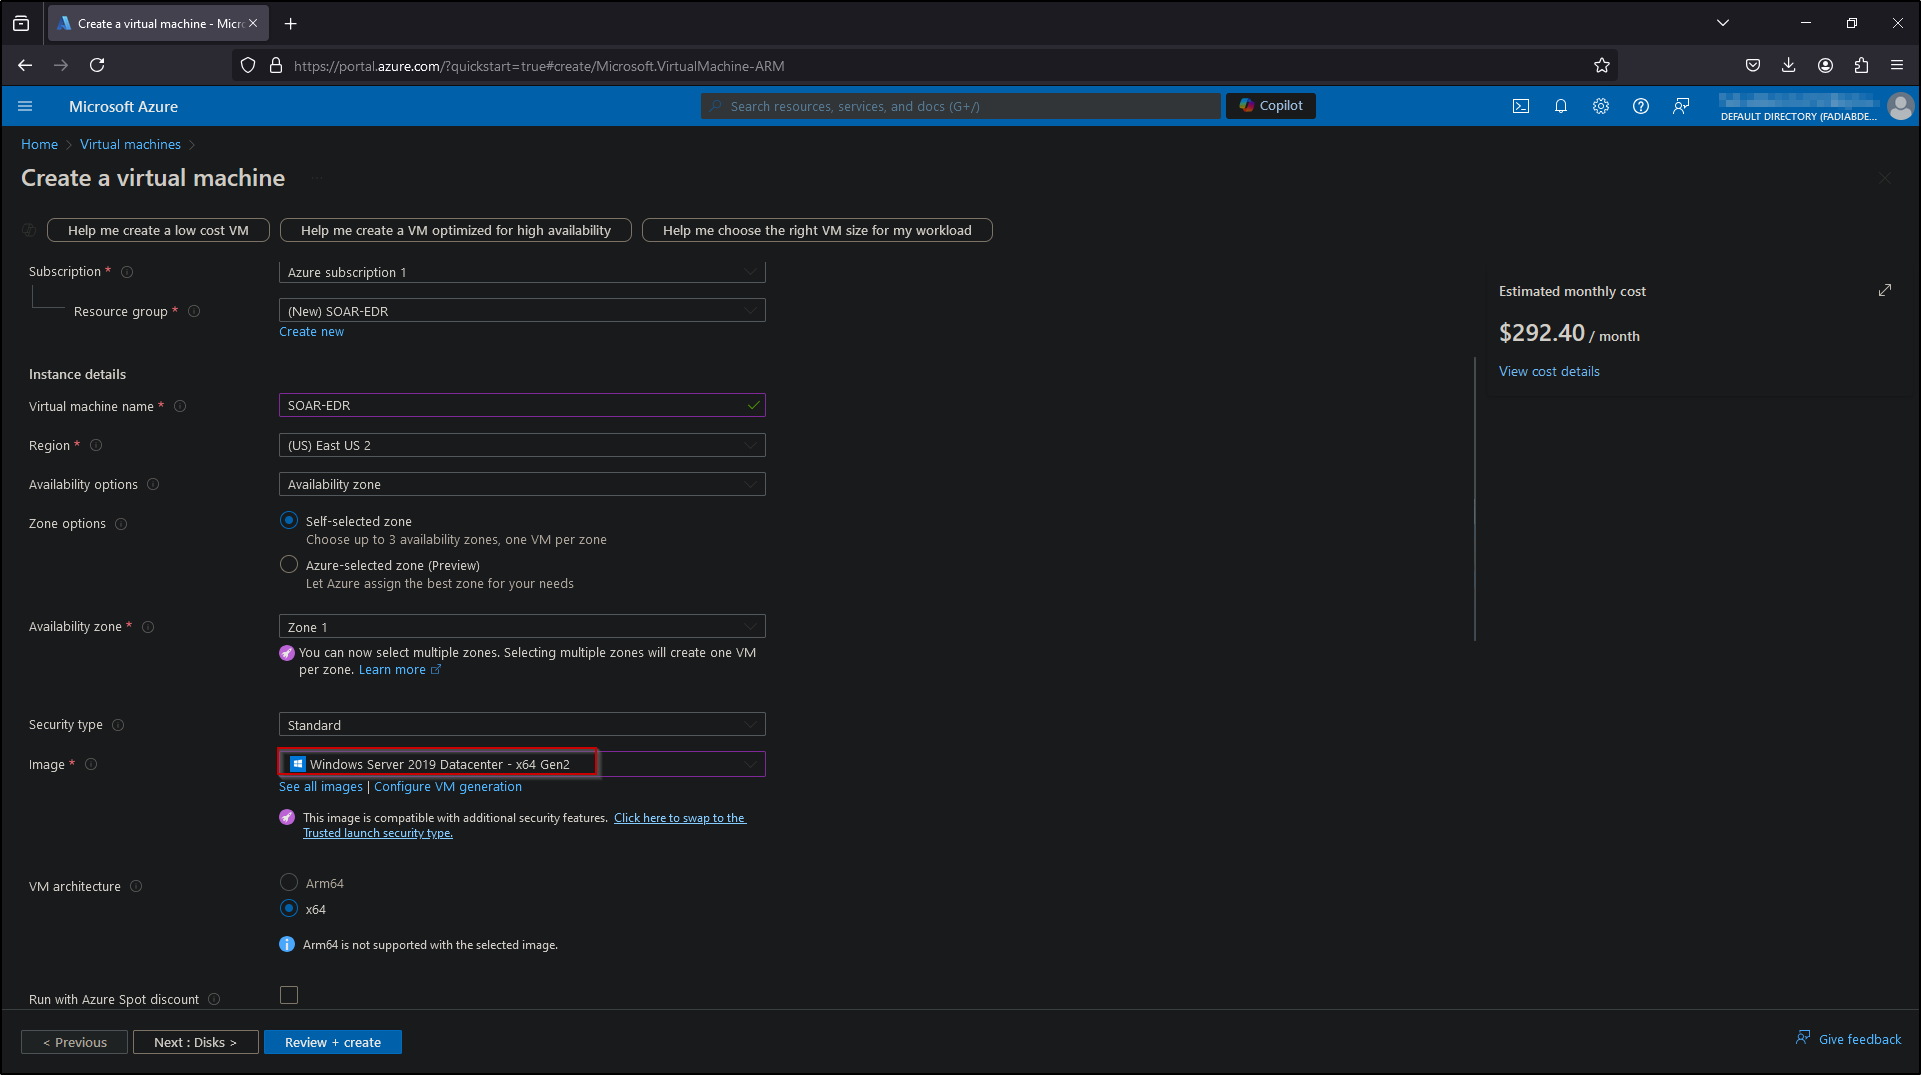 Create a virtual machine - Micr
https://portal.azure.com/?quickstart=true#create/Microsoft.VirtualMachine-ARM
Microsoft Azure
Search resources, services, and docs (G+/)
Copilot
DEFAULT DIRECTORY (FADIABDE...
Home > Virtual machines >
Create a virtual machine ...
Help me create a low cost VM
Help me create a VM optimized for high availability
Help me choose the right VM size for my workload
Subscription *
Azure subscription 1
Resource group *
(New) SOAR-EDR
Create new
Instance details
Virtual machine name *
SOAR-EDR
Region *
(US) East US 2
Availability options
Availability zone
Zone options
Self-selected zone
Choose up to 3 availability zones, one VM per zone
Azure-selected zone (Preview)
Let Azure assign the best zone for your needs
Availability zone *
Zone 1
You can now select multiple zones. Selecting multiple zones will create one VM
per zone. Learn more
Security type
Standard
Image *
Windows Server 2019 Datacenter - x64 Gen2
See all images | Configure VM generation
This image is compatible with additional security features. Click here to swap to the
Trusted launch security type.
VM architecture
Arm64
x64
Arm64 is not supported with the selected image.
Run with Azure Spot discount
< Previous
Next : Disks >
Review + create
Estimated monthly cost
$292.40 / month
View cost details
Give feedback